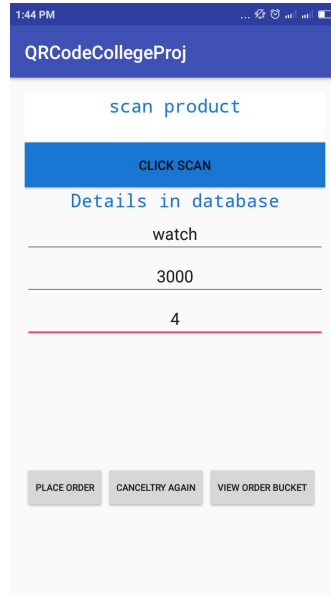 1:44 PM ...
QRCodeCollegeProj
scan product
CLICK SCAN
Details in database
watch
3000
4
PLACE ORDER CANCELTRY AGAIN VIEW ORDER BUCKET